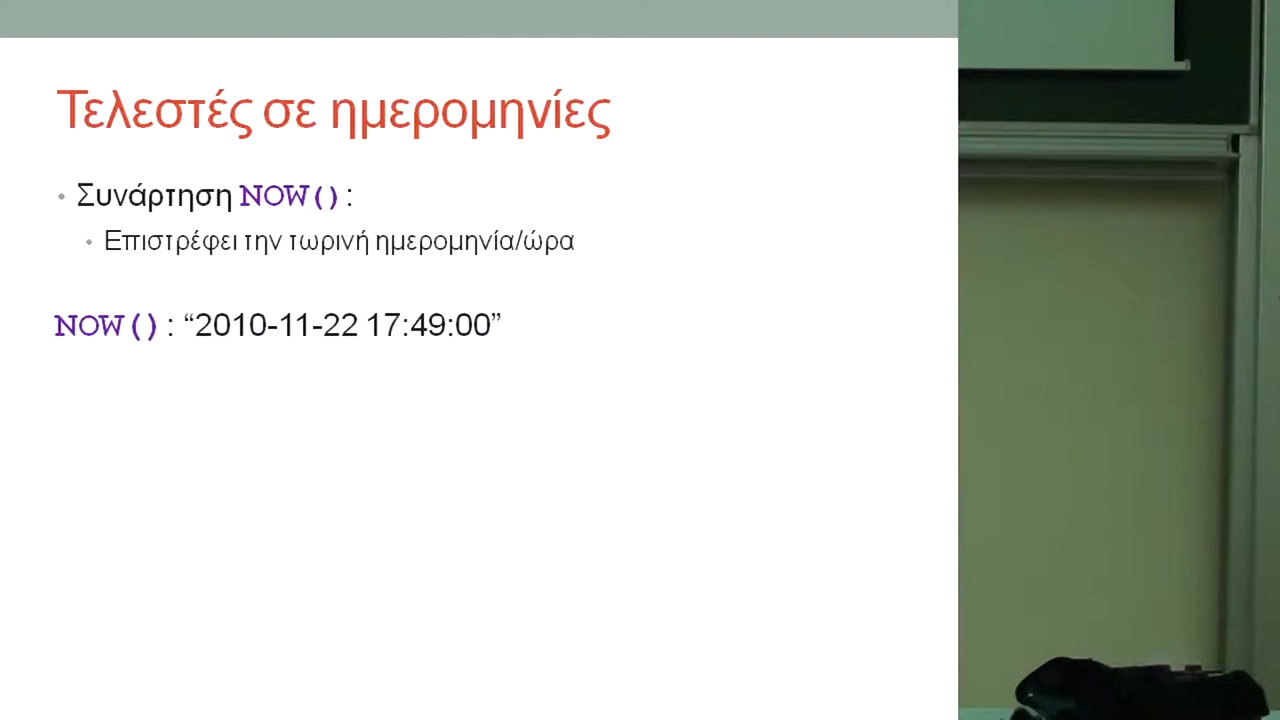 Τελεστές σε ημερομηνίες
• Συνάρτηση NOW():
• Επιστρέφει την τωρινή ημερομηνία/ώρα
NOW(): “2010-11-22 17:49:00”